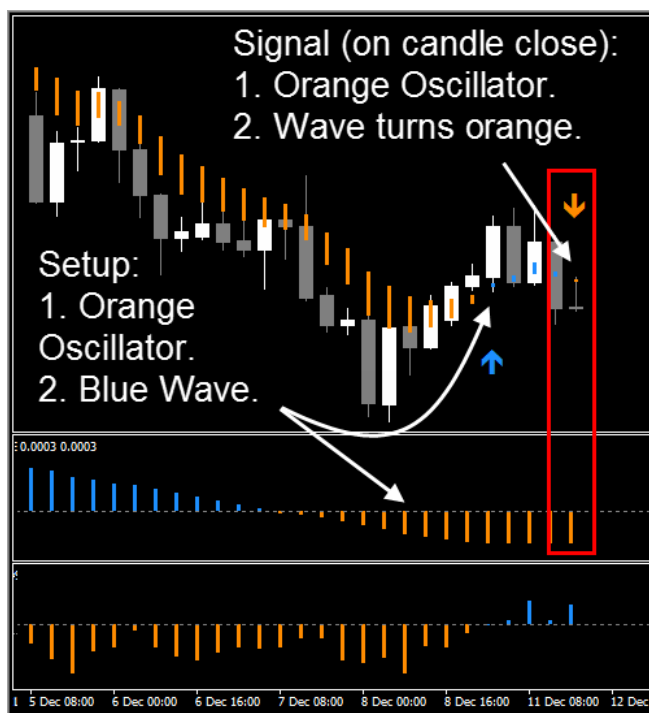 Signal (on candle close):
1. Orange Oscillator.
2. Wave turns orange.
Setup:
1. Orange
Oscillator.
2. Blue Wave.
0.0003 0.0003
5 Dec 08:00 6 Dec 00:00 6 Dec 16:00 7 Dec 08:00 8 Dec 00:00 8 Dec 16:00 11 Dec 08:00 12 Dec